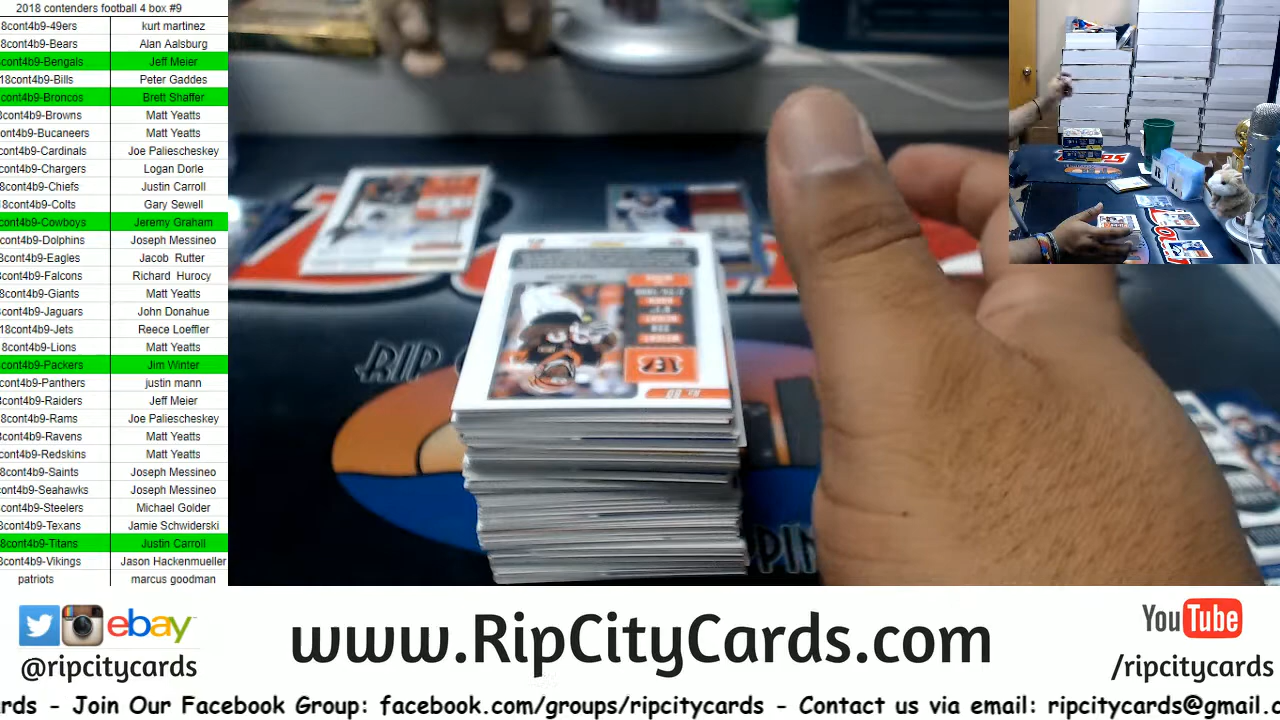 2018 contenders football 4 box #9
8cont4b9-49ers kurt martinez
8cont4b9-Bears Alan Aalsburg
cont4b9-Bengals Jeff Meier
18cont4b9-Bills Peter Gaddes
cont4b9-Broncos Brett Shaffer
8cont4b9-Browns Matt Yeatts
ont4b9-Bucaneers Matt Yeatts
cont4b9-Cardinals Joe Paliescheskey
cont4b9-Chargers Logan Dorle
8cont4b9-Chiefs Justin Carroll
8cont4b9-Colts Gary Sewell
cont4b9-Cowboys Jeremy Graham
cont4b9-Dolphins Joseph Messineo
cont4b9-Eagles Jacob Rutter
cont4b9-Falcons Richard Hurocy
8cont4b9-Giants Matt Yeatts
cont4b9-Jaguars John Donahue
18cont4b9-Jets Reece Loeffler
8cont4b9-Lions Matt Yeatts
cont4b9-Packers Jim Winter
cont4b9-Panthers justin mann
cont4b9-Raiders Jeff Meier
8cont4b9-Rams Joe Paliescheskey
cont4b9-Ravens Matt Yeatts
cont4b9-Redskins Matt Yeatts
8cont4b9-Saints Joseph Messineo
ont4b9-Seahawks Joseph Messineo
cont4b9-Steelers Michael Golder
cont4b9-Texans Jamie Schwiderski
8cont4b9-Titans Justin Carroll
8cont4b9-Vikings Jason Hackenmueller
patriots marcus goodman
RIP
ebay
@ripcitycards
www.RipCityCards.com
YouTube
/ripcitycards
rds - Join Our Facebook Group: facebook.com/groups/ripcitycards - Contact us via email: ripcitycards@gmail.c